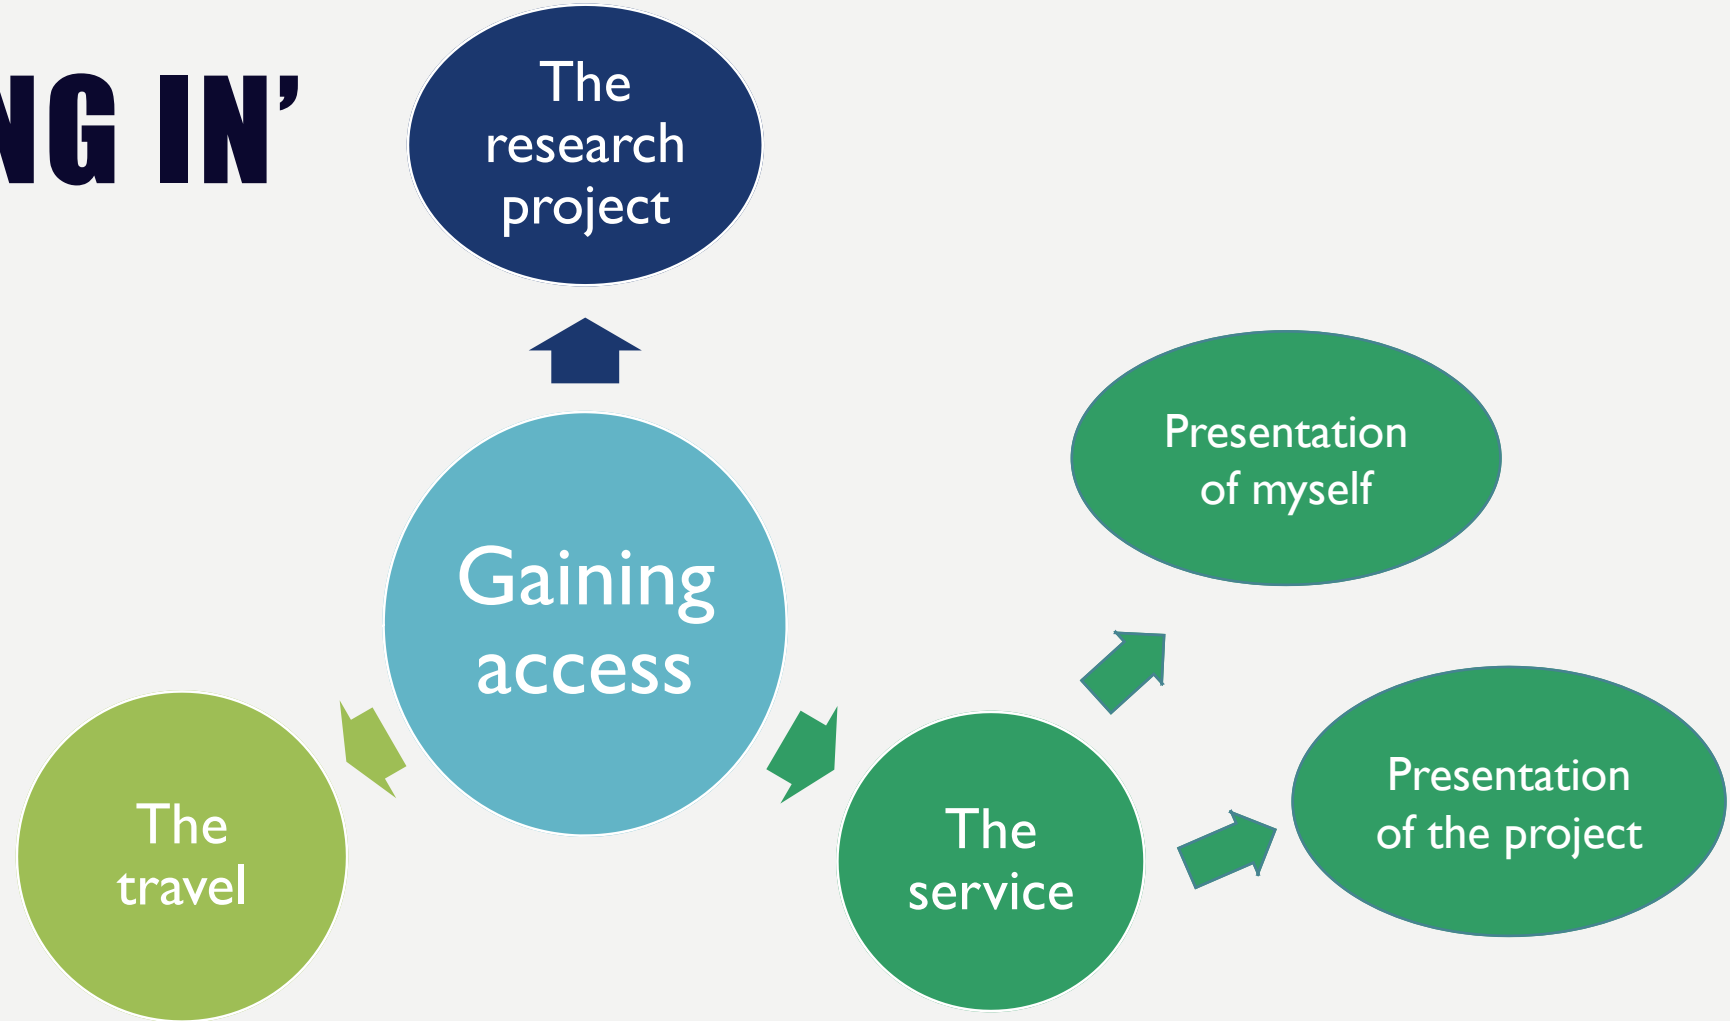 NG IN’
The
research
project
Gaining
access
The
travel
The
service
Presentation
of myself
Presentation
of the project